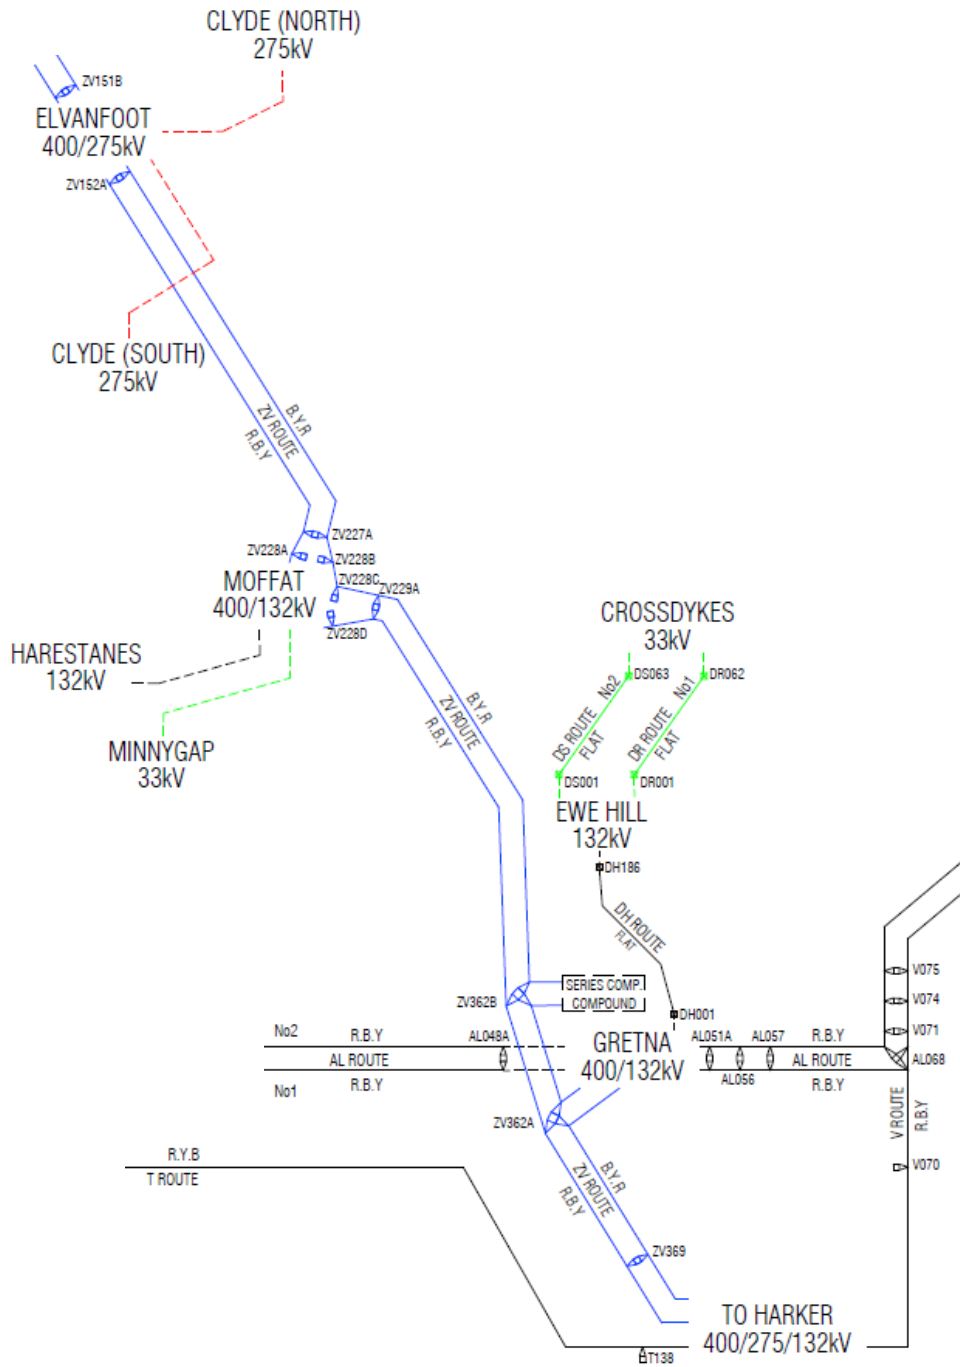 CLYDE (NORTH)
275kV
ZV151B
ELVANFOOT
400/275kV
ZV152A
CLYDE (SOUTH)
275kV
B.Y.R
ZV ROUTE
R.B.Y
ZV227A
ZV228A
ZV228B
MOFFAT
400/132kV
ZV228C
ZV229A
ZV228D
HARESTANES
132kV
MINNYGAP
33kV
B.Y.R
ZV ROUTE
R.B.Y
CROSSDYKES
33kV
DS063
DR062
No2
No1
DS ROUTE
FLAT
DR ROUTE
FLAT
DS001
DR001
EWE HILL
132kV
DH186
DH ROUTE
FLAT
DH001
SERIES COMP.
COMPOUND
ZV362B
V075
V074
V071
No2
R.B.Y
AL048A
GRETNA
400/132kV
AL051A
AL057
R.B.Y
AL ROUTE
AL ROUTE
AL068
No1
R.B.Y
AL056
R.B.Y
ZV362A
V ROUTE
R.B.Y
V070
R.Y.B
T ROUTE
B.Y.R
ZV ROUTE
R.B.Y
ZV369
TO HARKER
400/275/132kV
T138